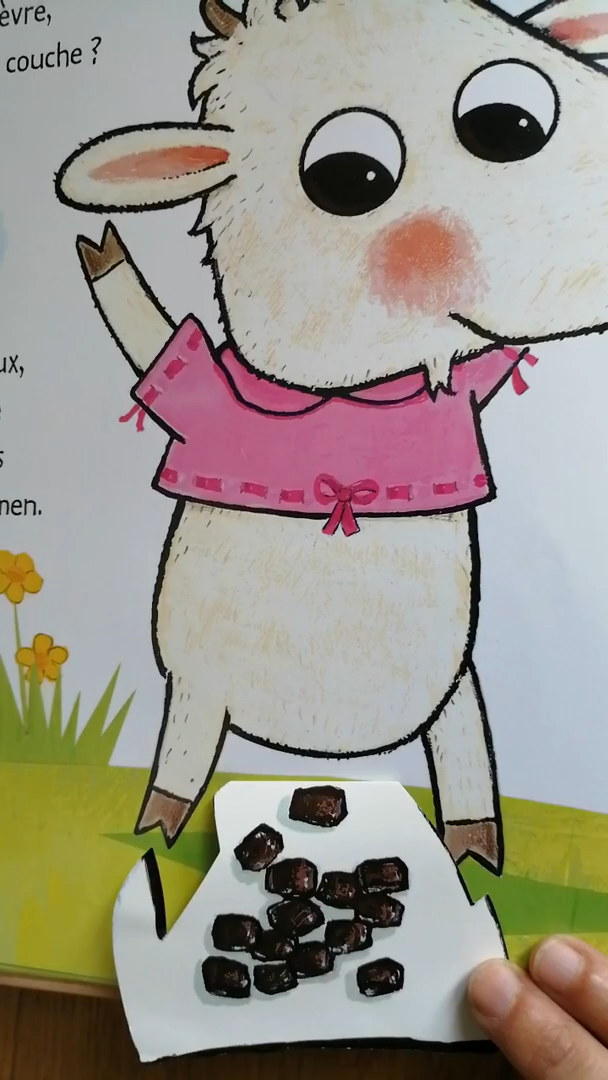 èvre,
couche ?
ux,
s
nen.